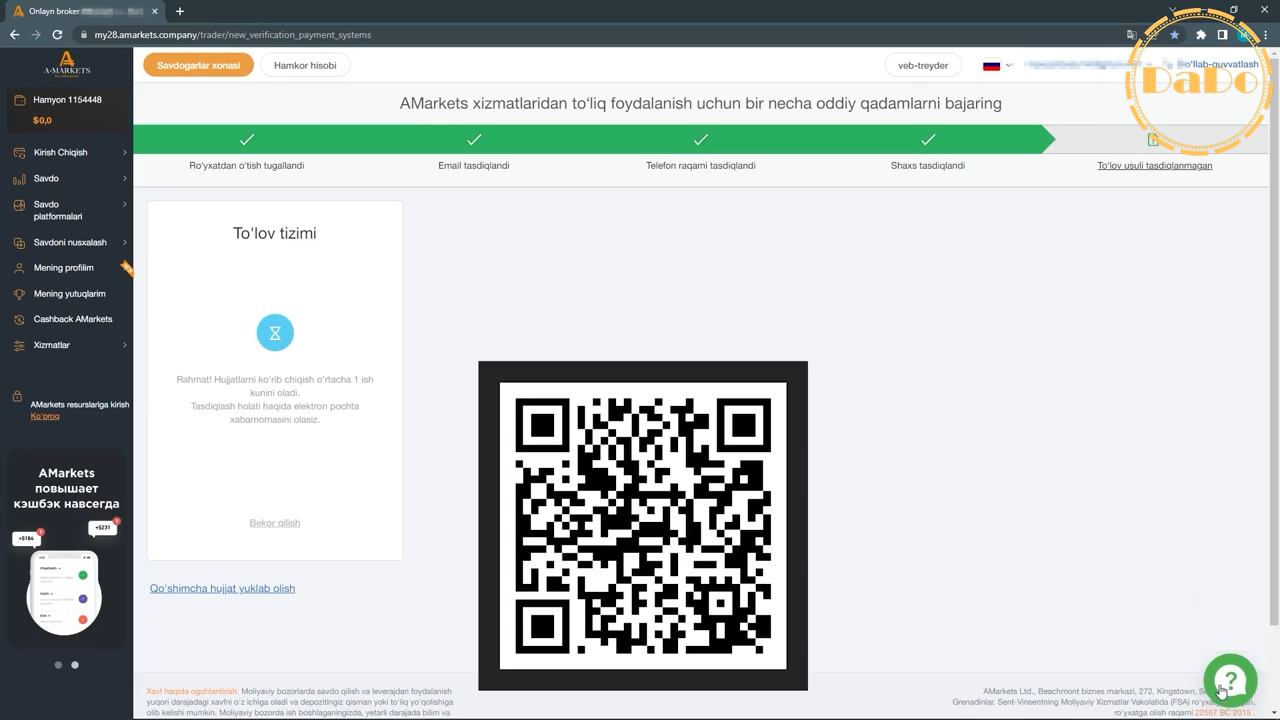 Onlayn broker
my28.amarkets.company/trader/new_verification_payment_systems
A-MARKETS
Savdogarlar xonasi
Hamkor hisobi
veb-treyder
DaBo
Hamyon 1154448
$0,0
Kirish Chiqish
Savdo
Savdo
platformalari
Savdoni nusxalash
Mening profilim
Mening yutuqlarim
Cashback AMarkets
Xizmatlar
AMarkets resurslariga kirish
Ko'proq
AMarkets
повышает
кэшбэк навсегда
+$184
+$231
AMarkets xizmatlaridan to'liq foydalanish uchun bir necha oddiy qadamlarni bajaring
Ro'yxatdan o'tish tugallandi
Email tasdiqlandi
Telefon raqami tasdiqlandi
Shaxs tasdiqlandi
To'lov usuli tasdiqlanmagan
To'lov tizimi
Rahmat! Hujjatlarni ko'rib chiqish o'rtacha 1 ish
kunini oladi.
Tasdiqlash holati haqida elektron pochta
xabarnomasini olasiz.
Bekor qilish
Qo'shimcha hujjat yuklab olish
Xavf haqida ogohlantirish: Moliyaviy bozorlarda savdo qilish va leverajdan foydalanish
yuqori darajadagi xavfni o'z ichiga oladi va depozitingiz qisman yoki to'liq yo'qolishiga
olib kelishi mumkin. Moliyaviy bozorda ish boshlaganingizda, yetarli darajada bilim va
AMarkets Ltd., Beachmont biznes markazi, 272, Kingstown,
Grenadinlar. Sent-Vinsentning Moliyaviy Xizmatlar Vakolatida (FSA)
ro'yxatga olish raqami 22567 BC 2015 .